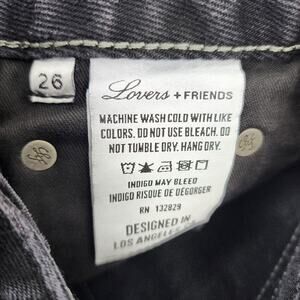 26
Lovers + FRIENDS
MACHINE WASH COLD WITH LIKE
COLORS. DO NOT USE BLEACH. DO
NOT TUMBLE DRY. HANG DRY.
INDIGO MAY BLEED
INDIGO RISQUE DE DÉGORGER
RN 132829
DESIGNED IN
LOS ANGELES